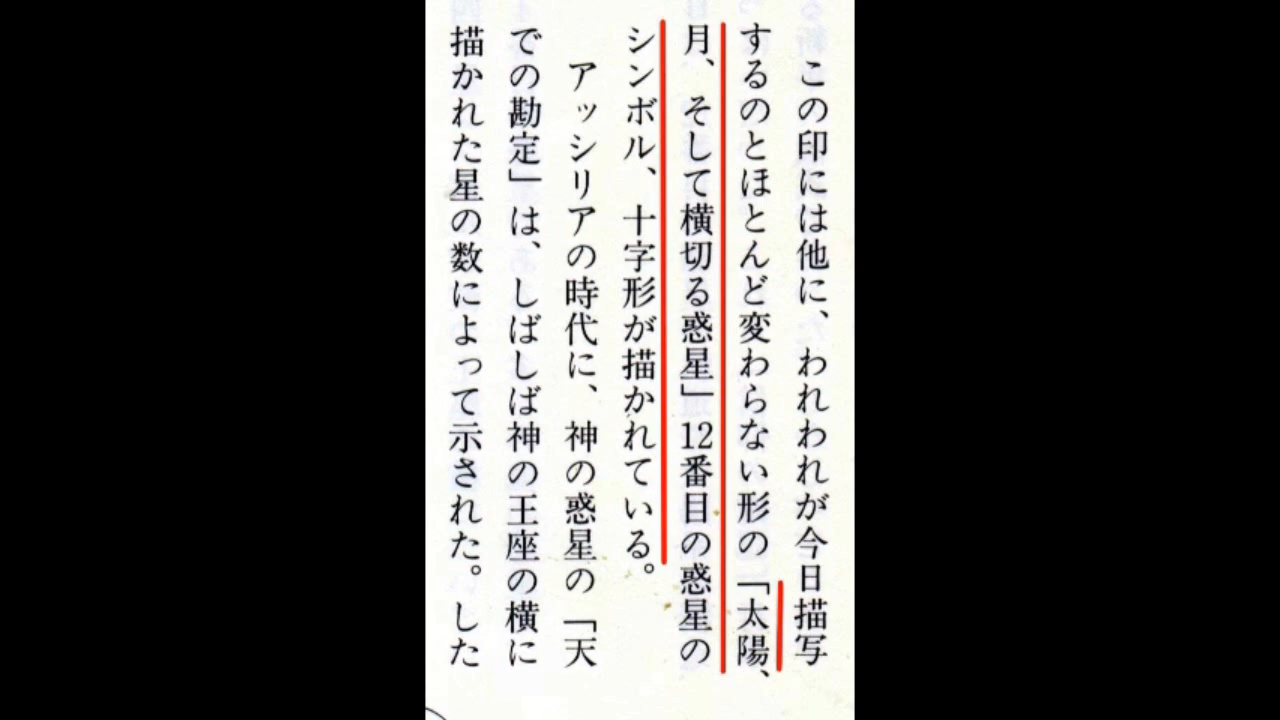 この印には他に、われわれが今日描写
するのとほとんど変わらない形の「太陽、
月、そして横切る惑星」12番目の惑星の
シンボル、十字形が描かれている。
アッシリアの時代に、神の惑星の「天
での勘定」は、しばしば神の王座の横に
描かれた星の数によって示された。した